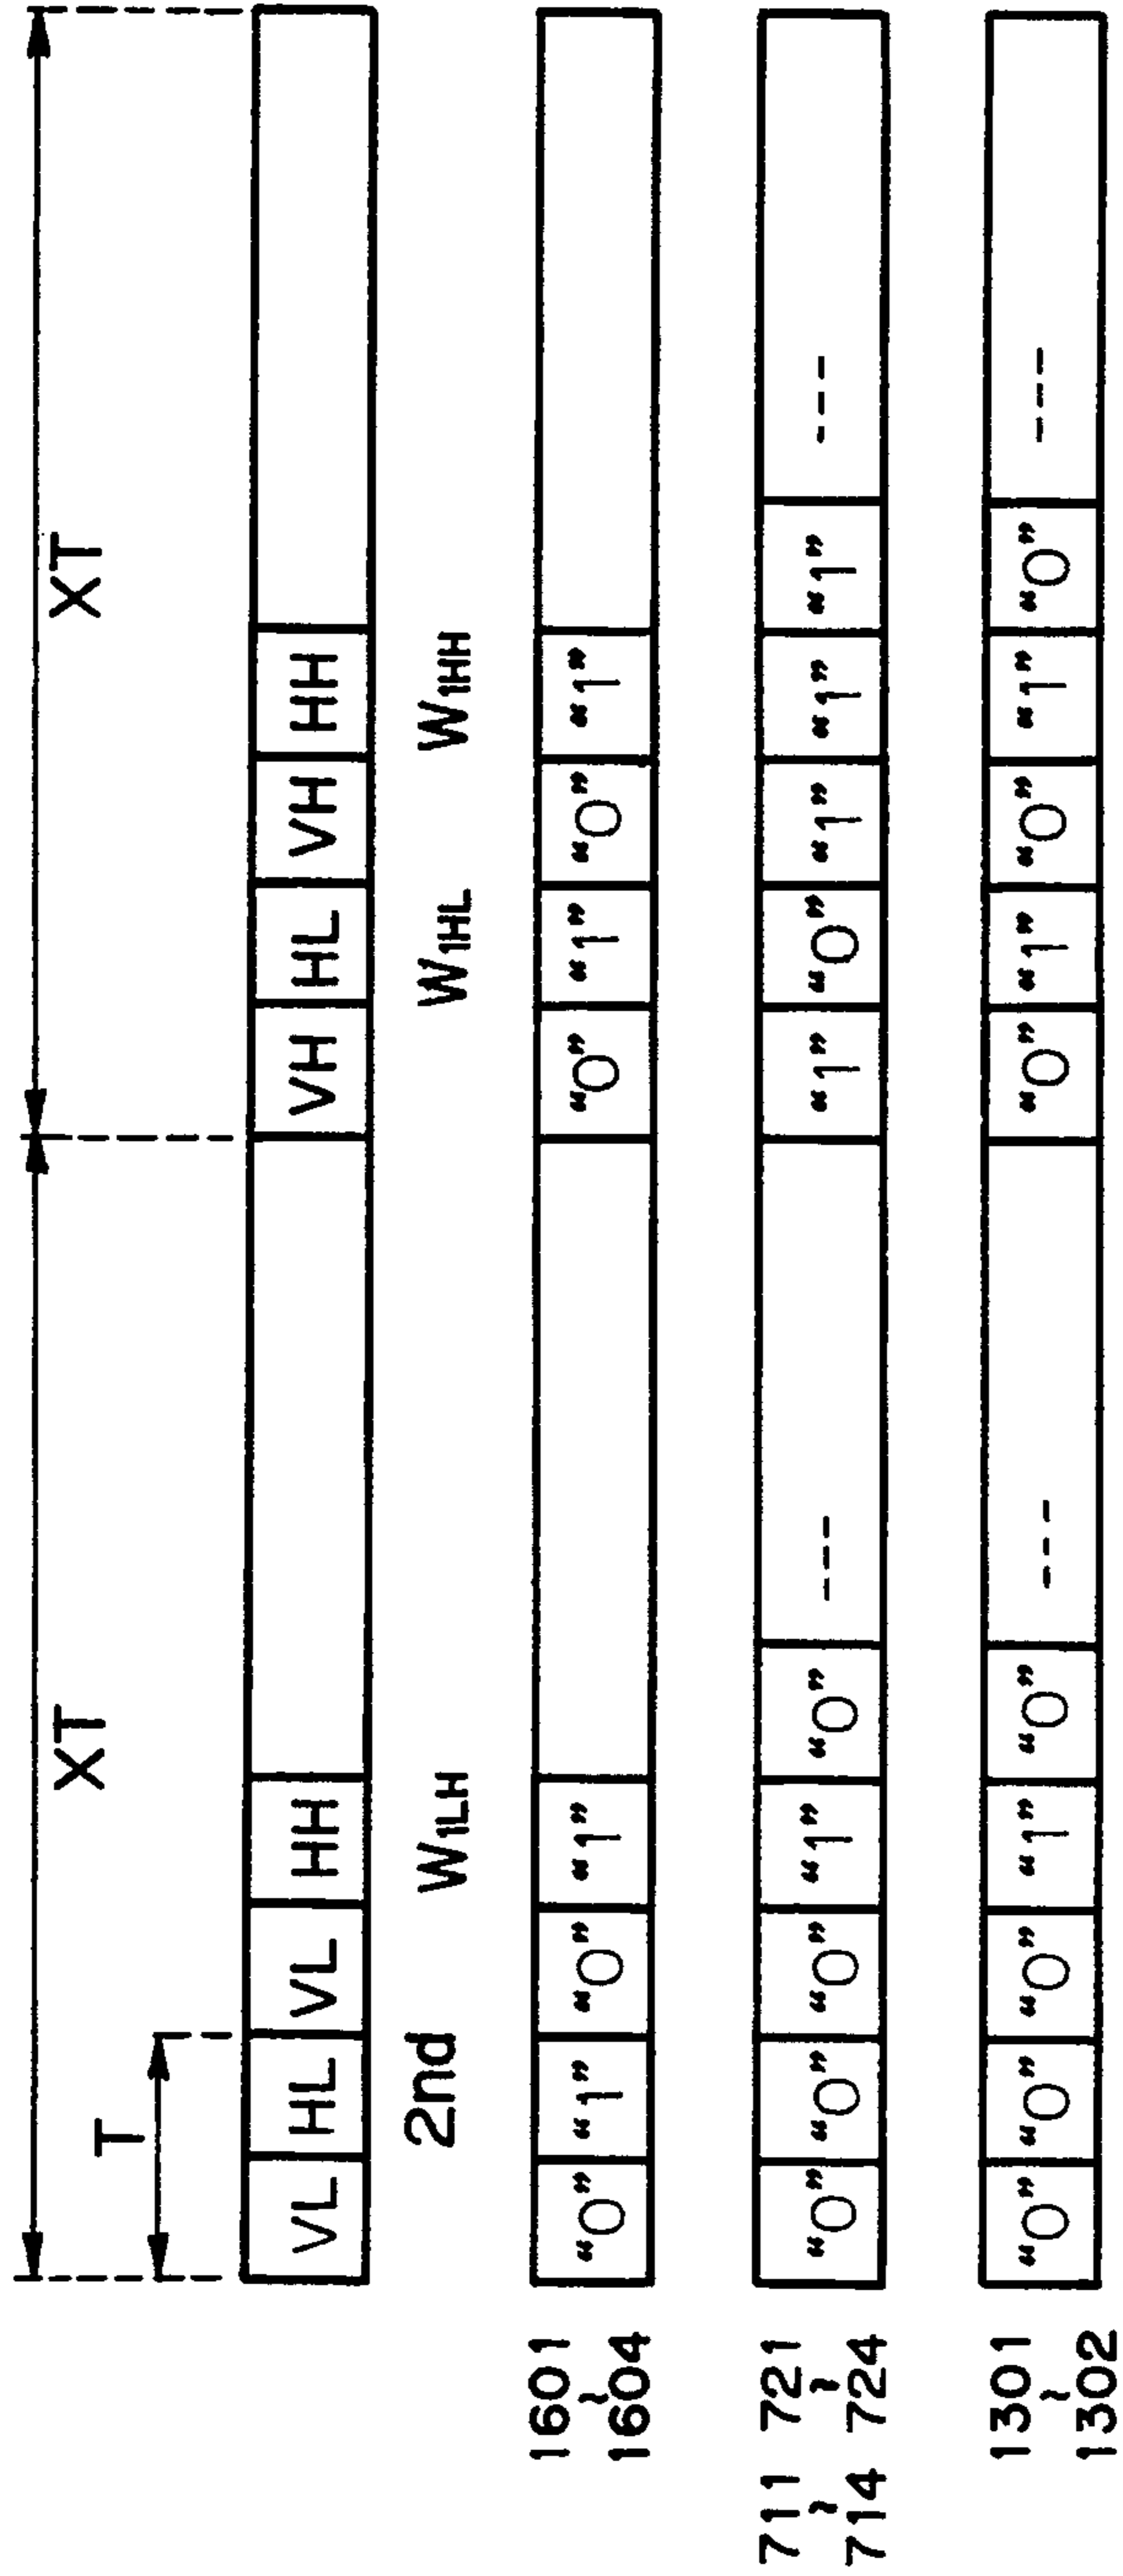 XT XT
T
VL HL VL HH VH HL VH HH
2nd W1LH W1HL W1HH
1601 ~ 1604 “0” “1” “0” “1” “0” “1” “0” “1”
711 ~ 714 721 ~ 724 “0” “0” “0” “1” “0” --- “1” “0” “1” “1” “1” ---
1301 ~ 1302 “0” “0” “0” “1” “0” --- “0” “1” “0” “1” “0” ---